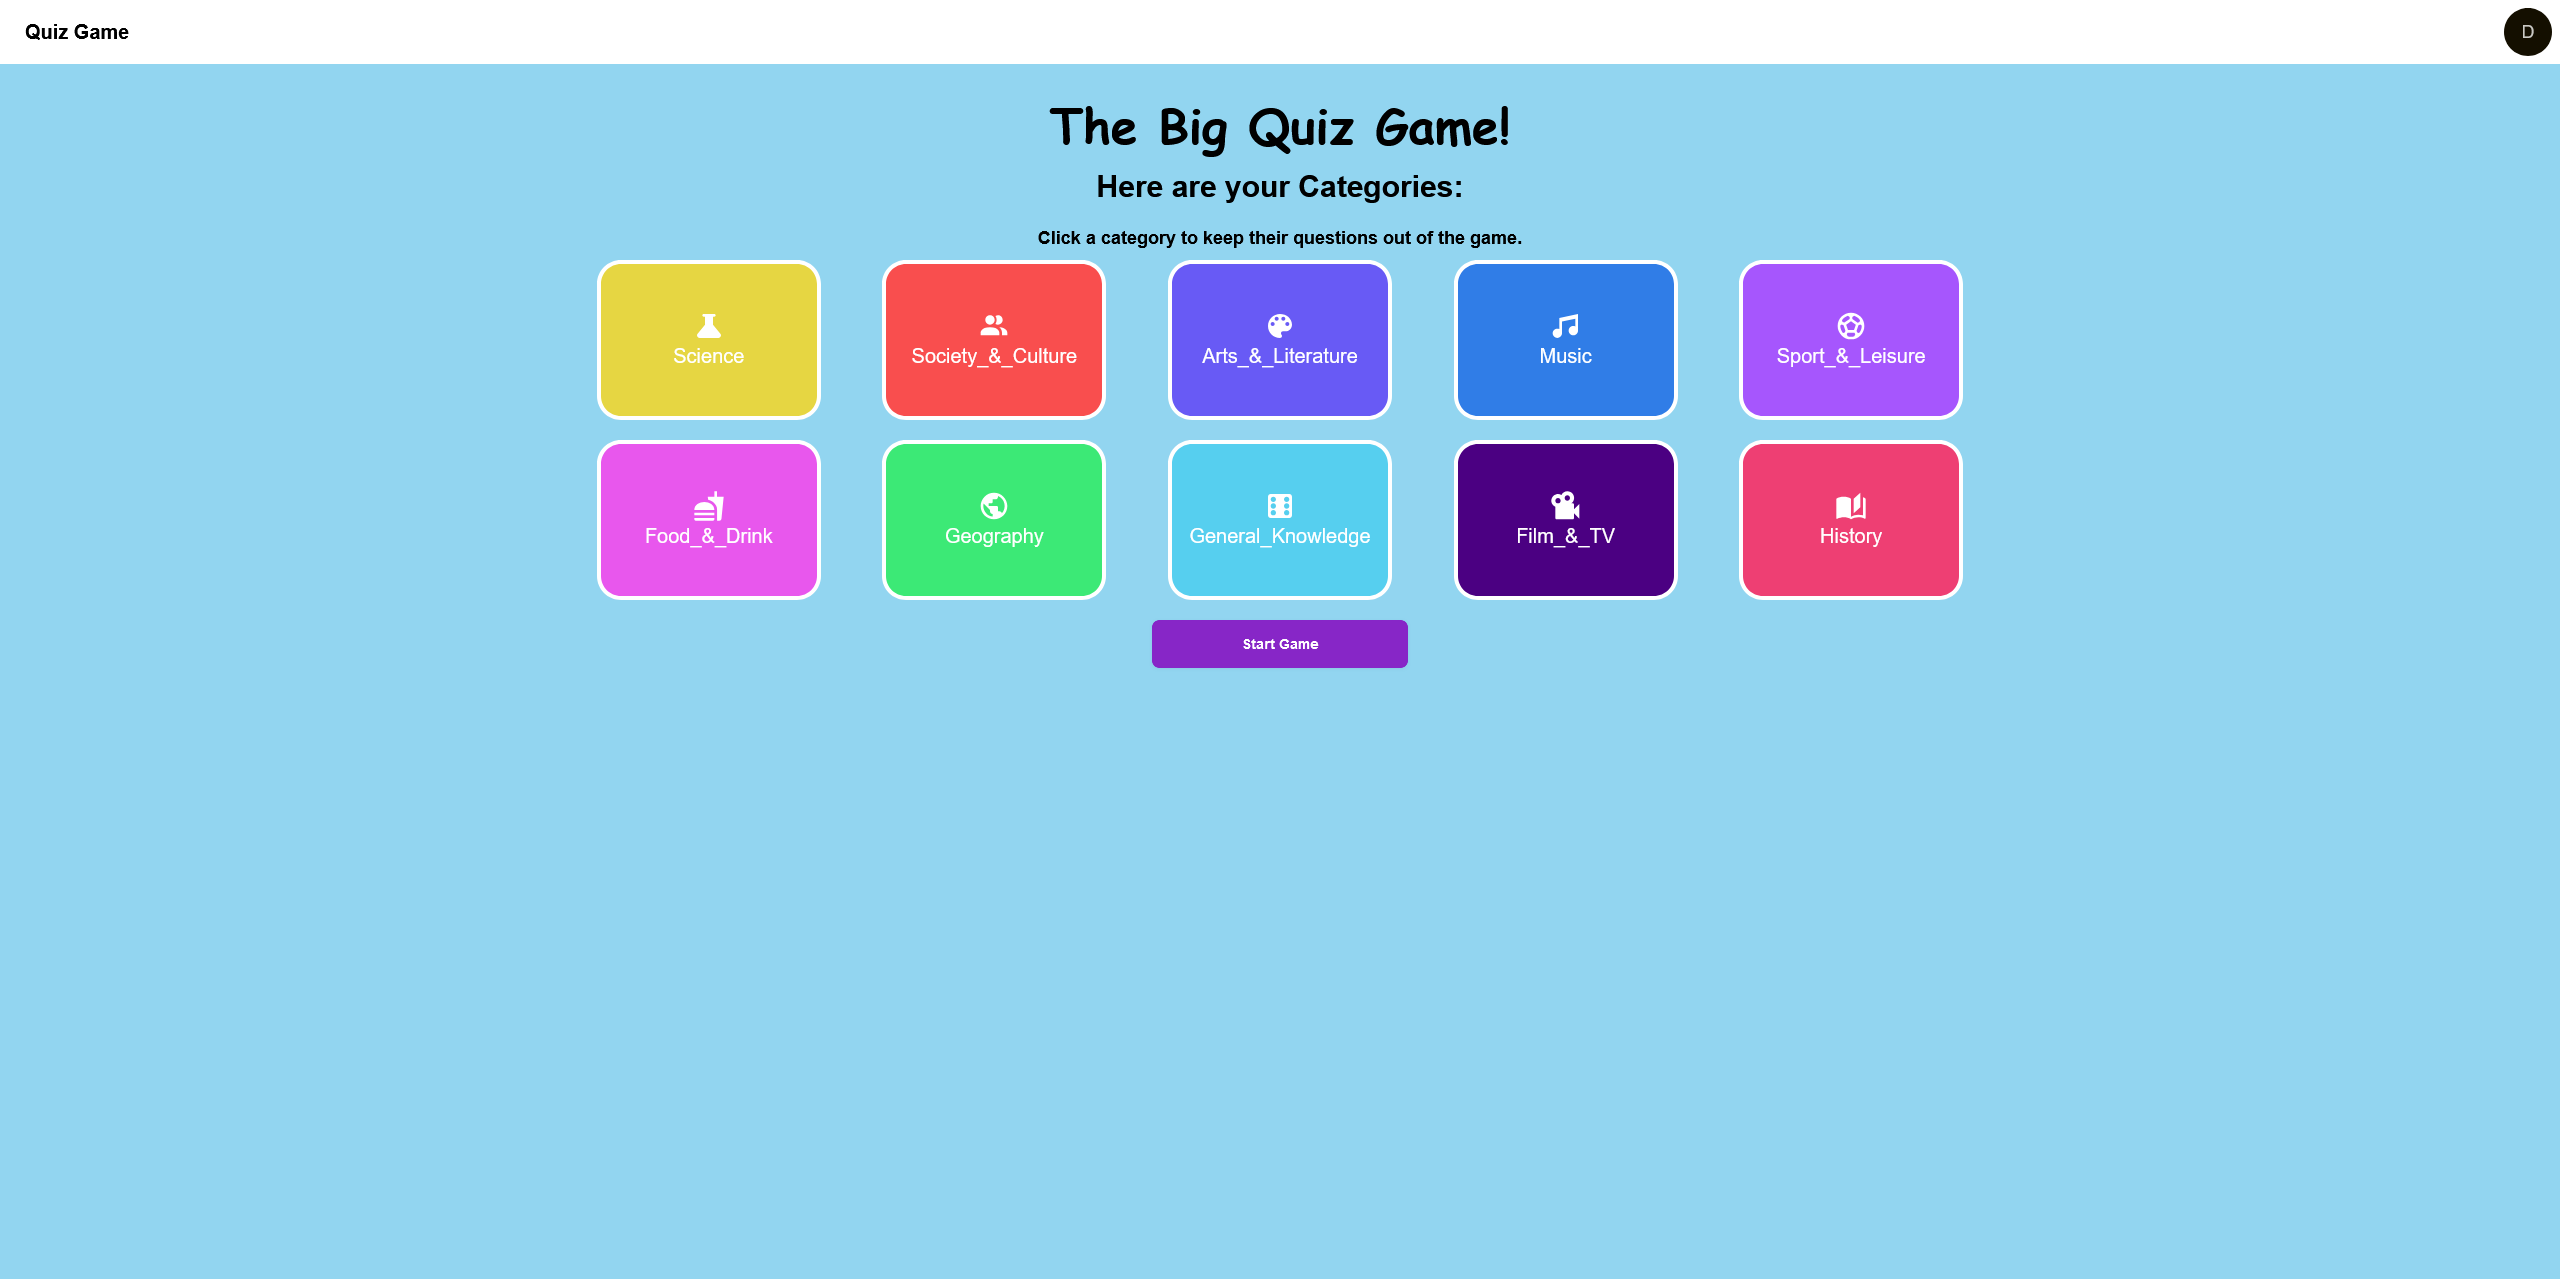 Quiz Game
D
The Big Quiz Game!
Here are your Categories:
Click a category to keep their questions out of the game.
Science
Society_&_Culture
Arts_&_Literature
Music
Sport_&_Leisure
Food_&_Drink
Geography
General_Knowledge
Film_&_TV
History
Start Game